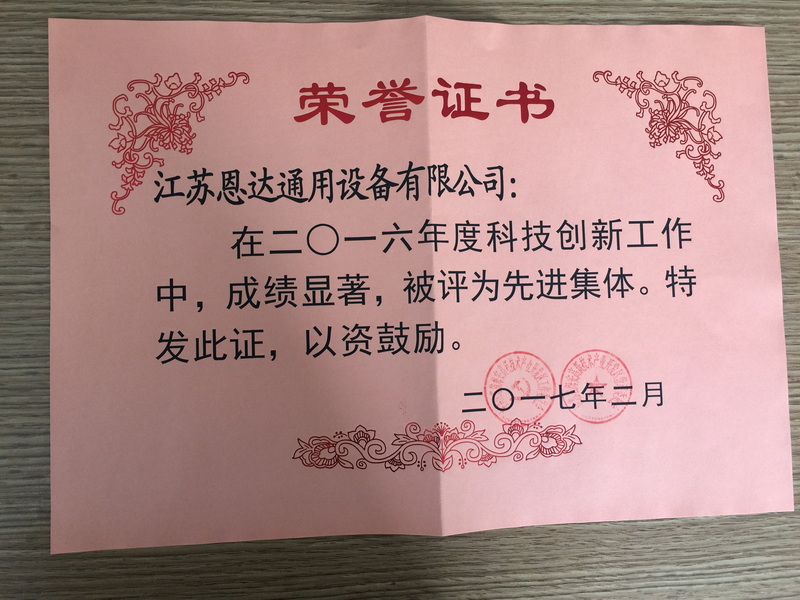 荣誉证书
江苏恩达通用设备有限公司：
在二〇一六年度科技创新工作
中，成绩显著，被评为先进集体。特
发此证，以资鼓励。
二〇一七年二月